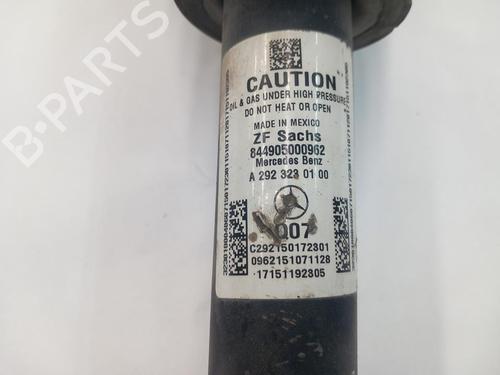 CAUTION
OIL & GAS UNDER HIGH PRESSURE
DO NOT HEAT OR OPEN
MADE IN MEXICO
ZF Sachs
844905000962
Mercedes Benz
A 292 323 01 00
Q07
C292150172801
0962151071128
17151192805
B-PARTS